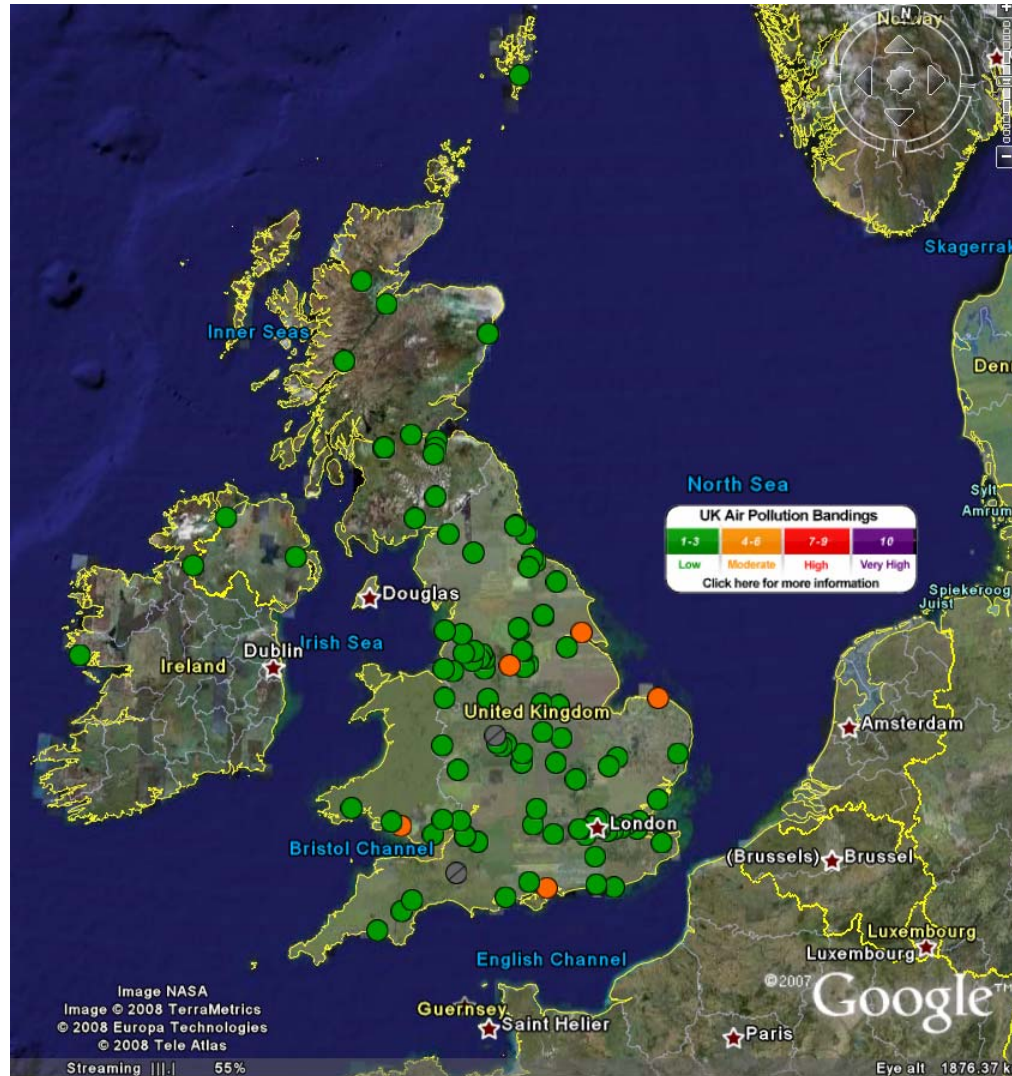 N
Norway
Skagerrak
Inner Seas
Denr
North Sea
Sylt
Amrum
UK Air Pollution Bandings
1-3 4-6 7-9 10
Low Moderate High Very High
Click here for more information
Spiekeroog
Juist
Douglas
Irish Sea
Dublin
Ireland
United Kingdom
Amsterdam
London
Bristol Channel
(Brussels) Brussel
Luxembourg
Luxembourg
English Channel
©2007 Google™
Image NASA
Image © 2008 TerraMetrics
© 2008 Europa Technologies
© 2008 Tele Atlas
Guernsey
Saint Helier
Paris
Streaming |||.| 55%
Eye alt 1876.37 k